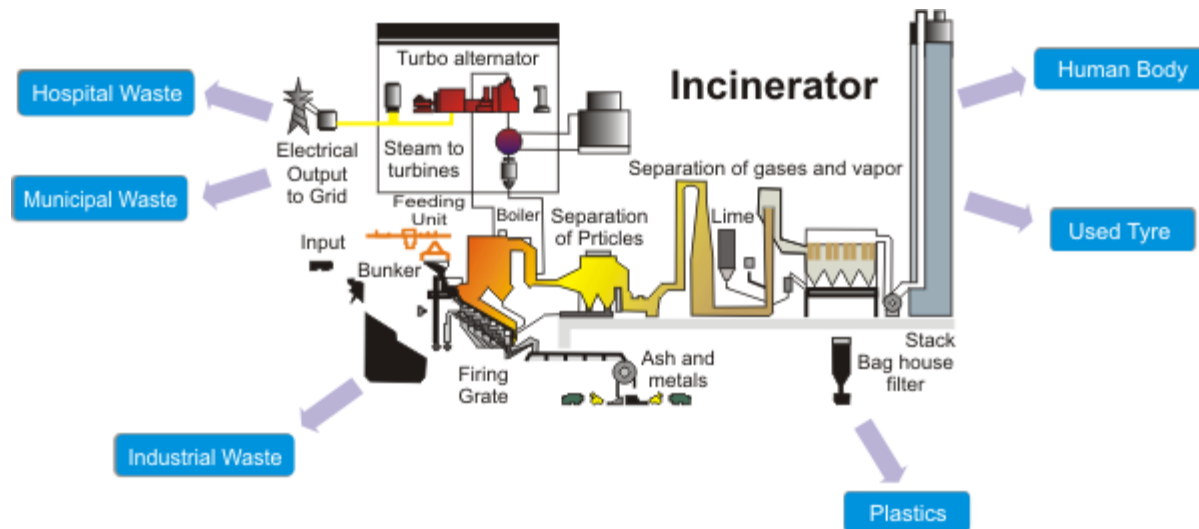 Turbo alternator
Incinerator
Human Body
Hospital Waste
Electrical
Output
to Grid
Steam to
turbines
Separation of gases and vapor
Municipal Waste
Feeding
Unit
Boiler
Separation
of Prticles
Lime
Used Tyre
Input
Bunker
Firing
Grate
Ash and
metals
Stack
Bag house
filter
Industrial Waste
Plastics